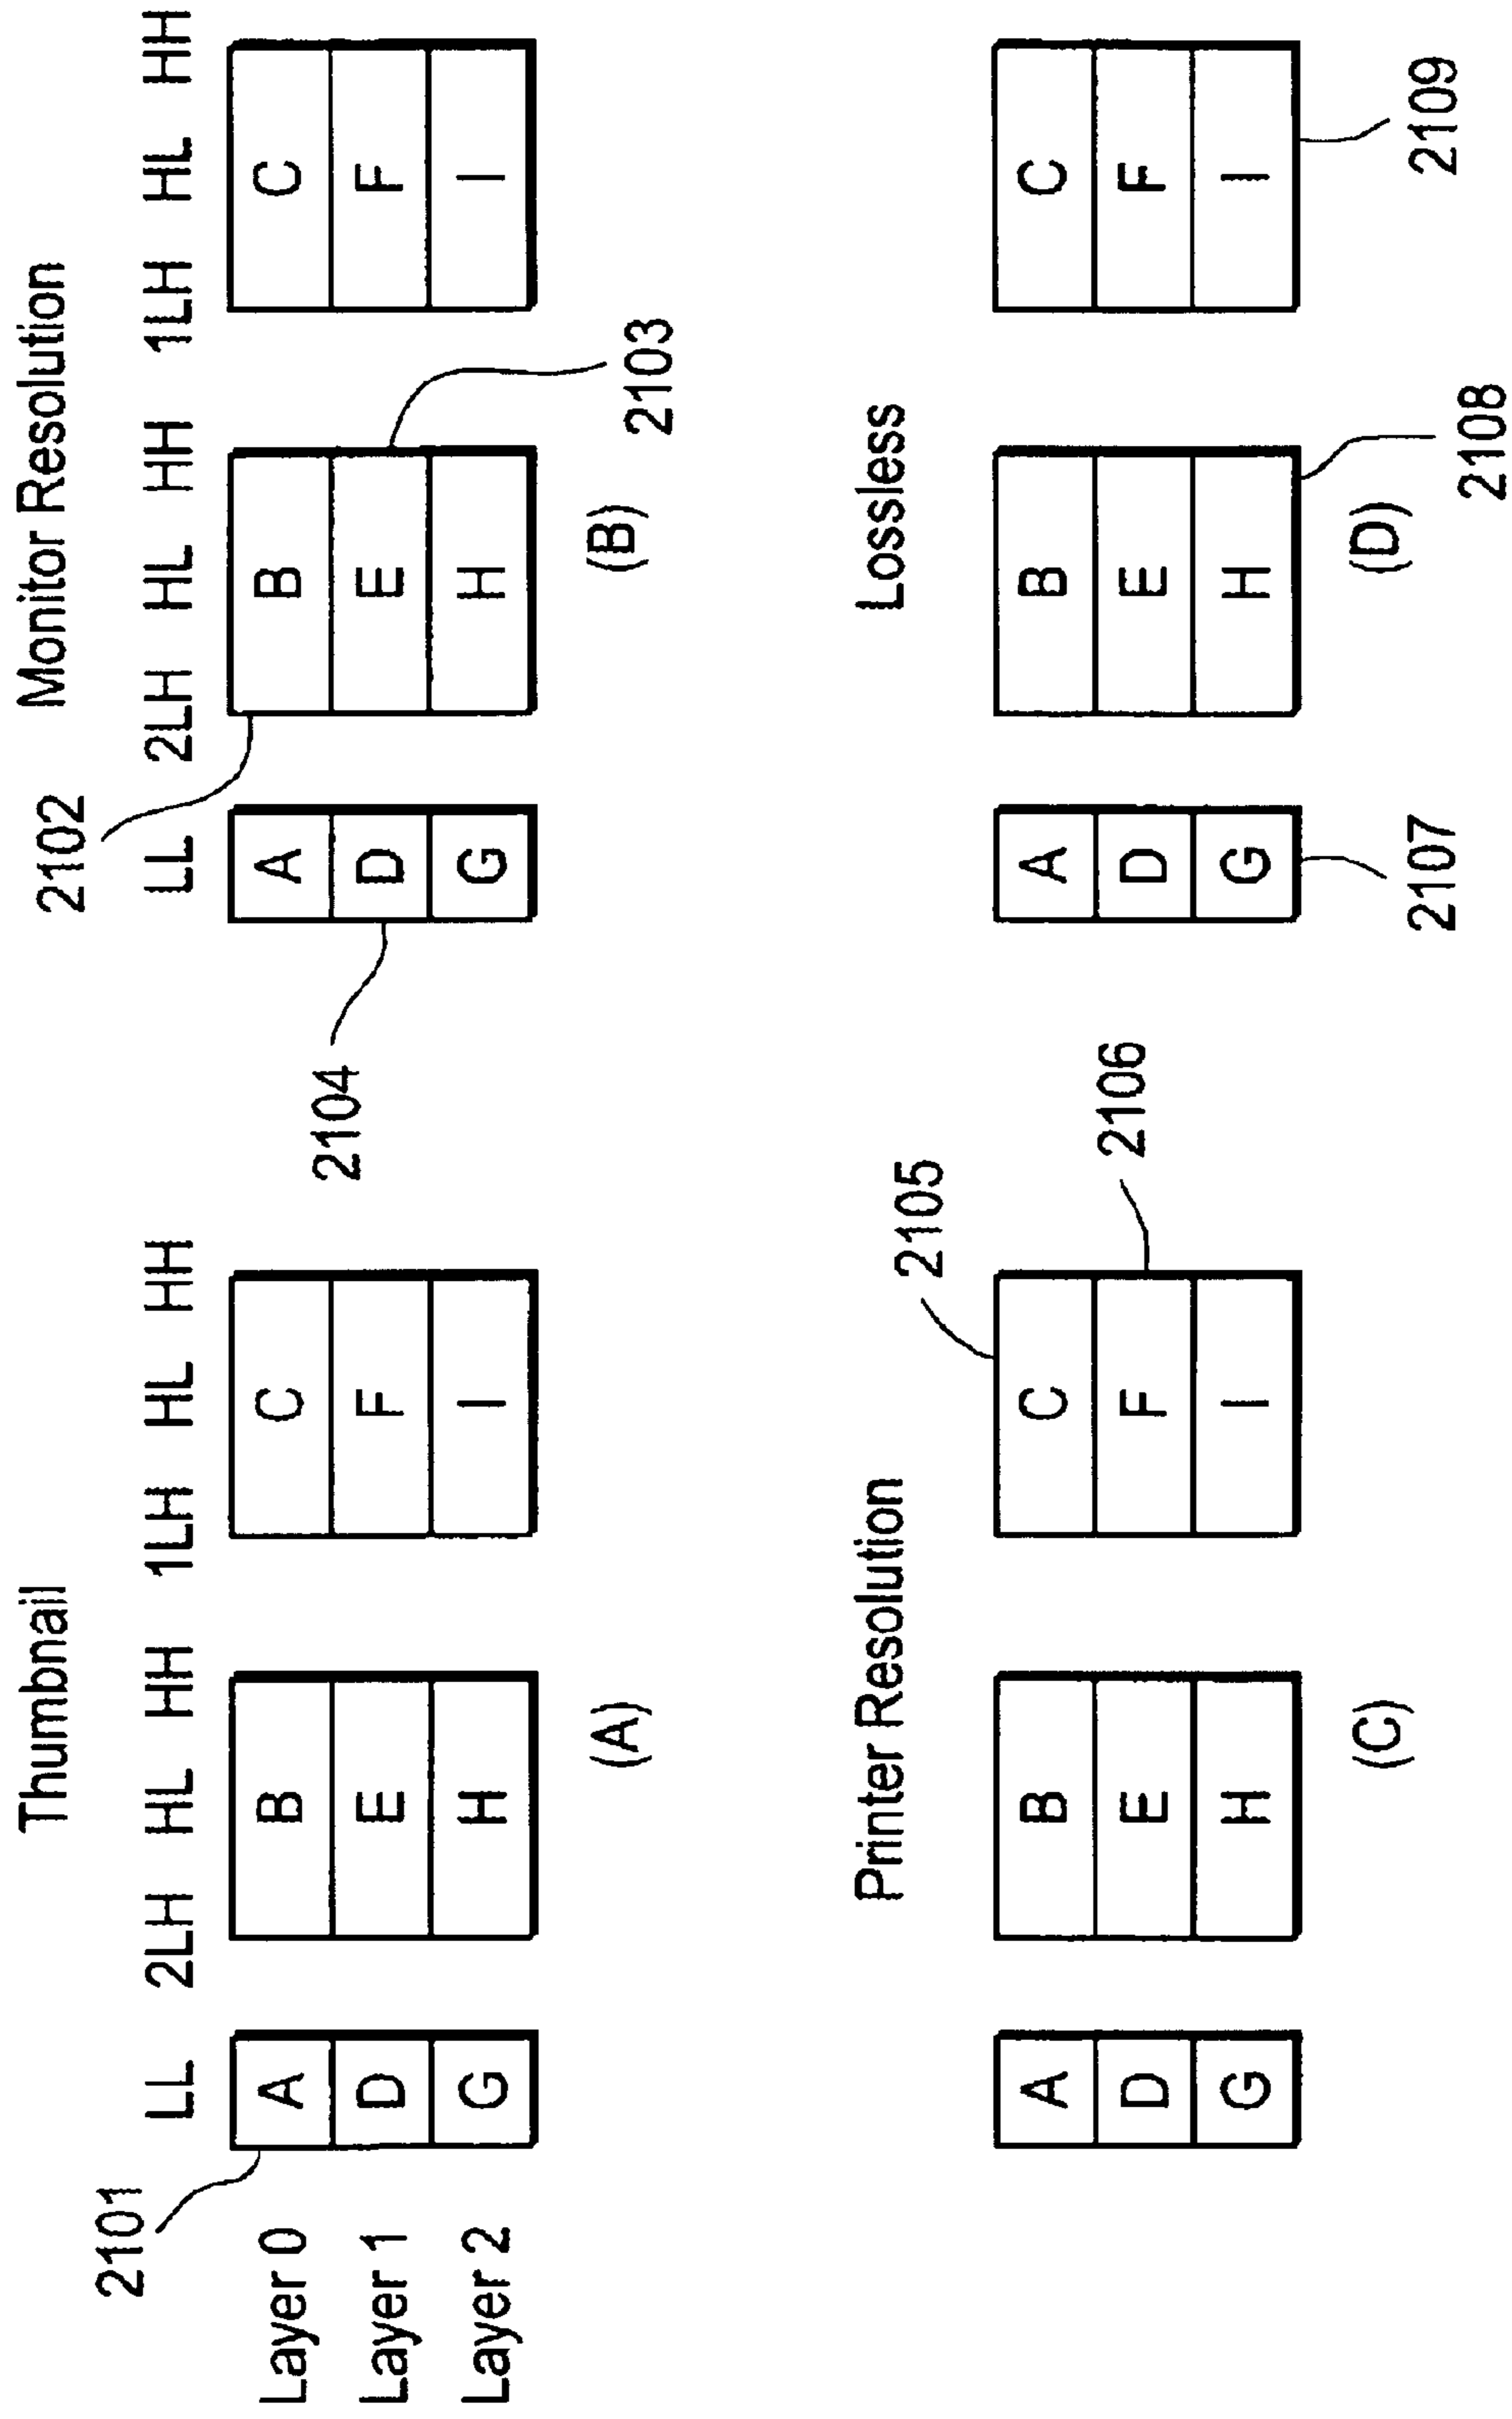 Thumbnail
Monitor Resolution
2101
2102
LL 2LH HL HH 1LH HL HH
LL 2LH HL HH 1LH HL HH
Layer 0
A B C
A B C
Layer 1
D E F
D E F
Layer 2
G H I
G H I
2104
2103
(A)
(B)
Printer Resolution
Lossless
2105
A B C
A B C
D E F
D E F
G H I
G H I
2106
(C)
(D)
2107
2108
2109